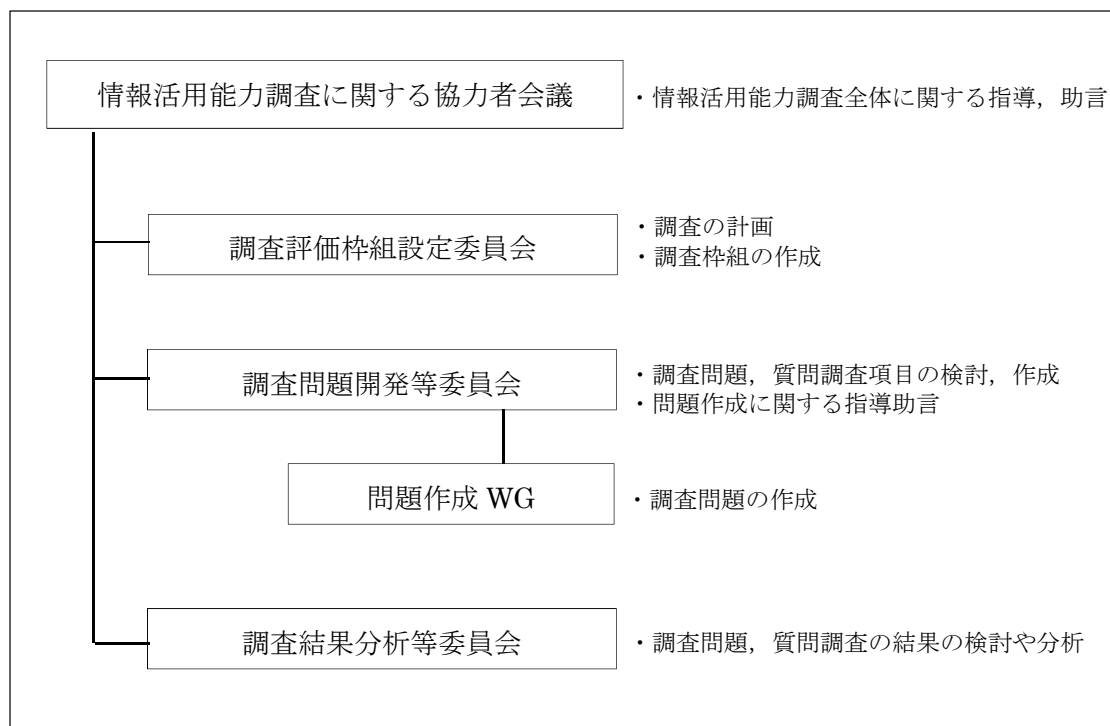 情報活用能力調査に関する協力者会議
・情報活用能力調査全体に関する指導，助言
調査評価枠組設定委員会
・調査の計画
・調査枠組の作成
調査問題開発等委員会
・調査問題，質問調査項目の検討，作成
・問題作成に関する指導助言
問題作成 WG
・調査問題の作成
調査結果分析等委員会
・調査問題，質問調査の結果の検討や分析